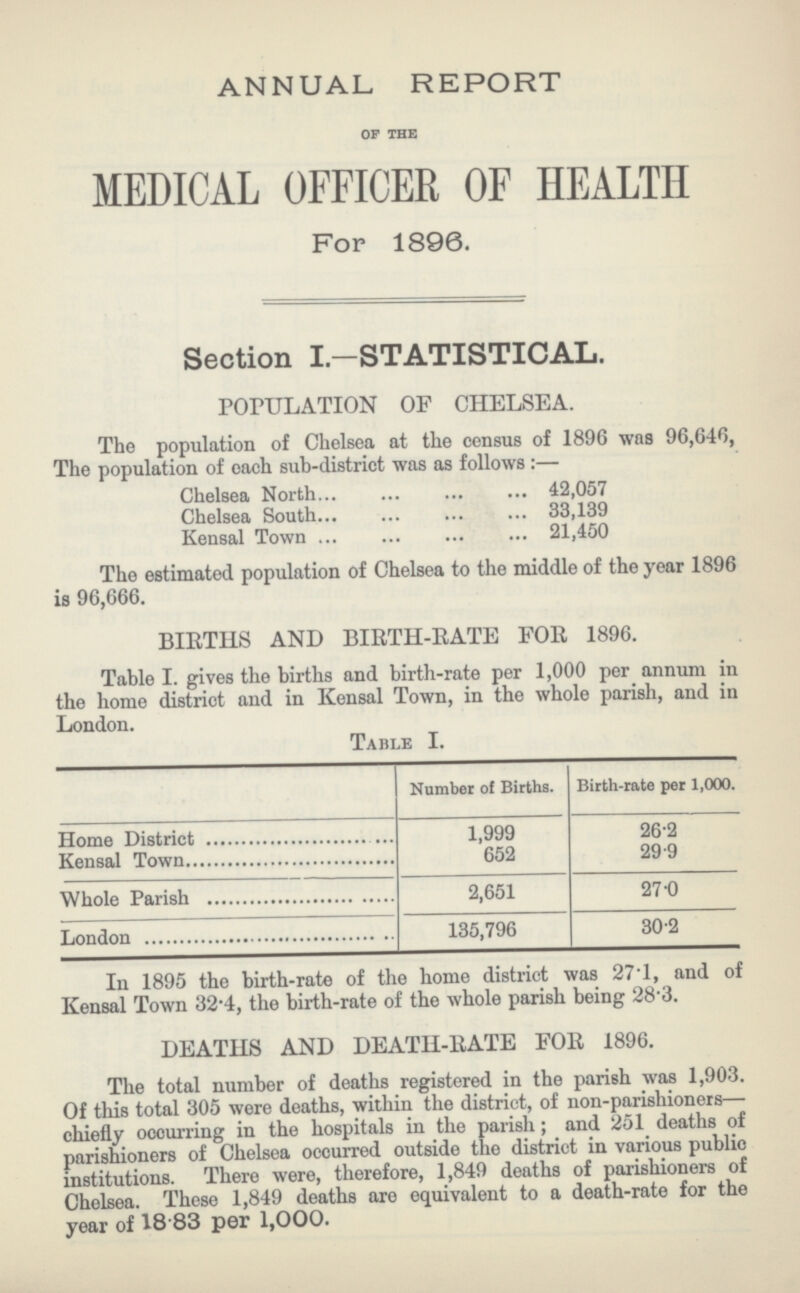 ANNUAL REPORT
OF THE
MEDICAL OFFICER OF HEALTH
For 1896.
Section I.—STATISTICAL.
POPULATION OF CHELSEA.
The population of Chelsea at the census of 1896 was 96,646,
The population of each sub-district was as follows :—
Chelsea North... ... ... ... 42,057
Chelsea South... ... ... ... 33,139
Kensal Town ... ... ... ... 21,450
The estimated population of Chelsea to the middle of the year 1896
is 96,666.
BIRTHS AND BIRTH-RATE FOR 1896.
Table I. gives the births and birth-rate per 1,000 per annum in
the home district and in Kensal Town, in the whole parish, and in
London.
TABLE I.
Number of Births. Birth-rate per 1,000.
Home District ........................... 1,999 26·2
Kensal Town.............................. 652 29·9
Whole Parish ........................... 2,651 27·0
London .................................... 135,796 30·2
In 1895 the birth-rate of the home district was 27·1, and of
Kensal Town 32·4, the birth-rate of the whole parish being 28·3.
DEATHS AND DEATH-RATE FOR 1896.
The total number of deaths registered in the parish was 1,903.
Of this total 305 were deaths, within the district, of non-parishioners—
chiefly occurring in the hospitals in the parish; and 251 deaths of
parishioners of Chelsea occurred outside the district in various public
institutions. There were, therefore, 1,849 deaths of parishioners of
Chelsea. These 1,849 deaths are equivalent to a death-rate for the
year of 18·83 per 1,000.